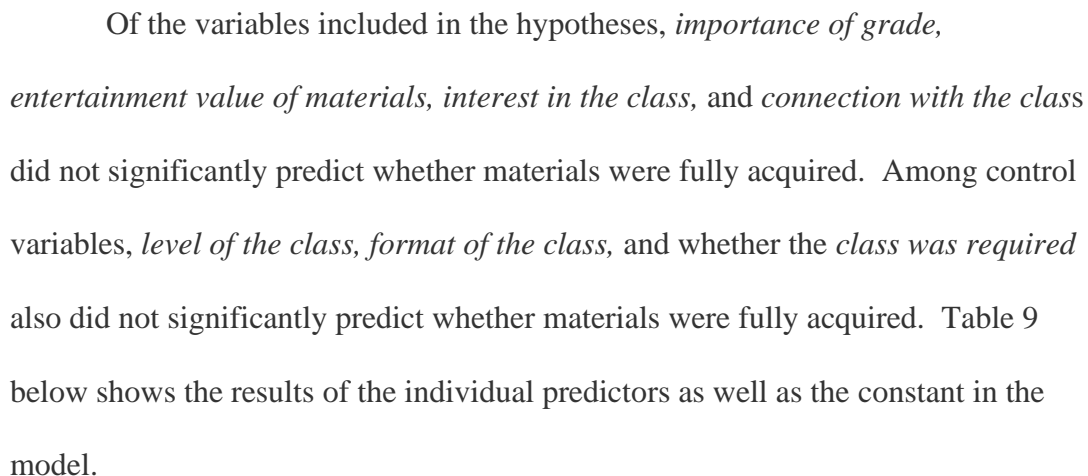 Of the variables included in the hypotheses, importance of grade,
entertainment value of materials, interest in the class, and connection with the class
did not significantly predict whether materials were fully acquired.  Among control
variables, level of the class, format of the class, and whether the class was required
also did not significantly predict whether materials were fully acquired.  Table 9
below shows the results of the individual predictors as well as the constant in the
model.